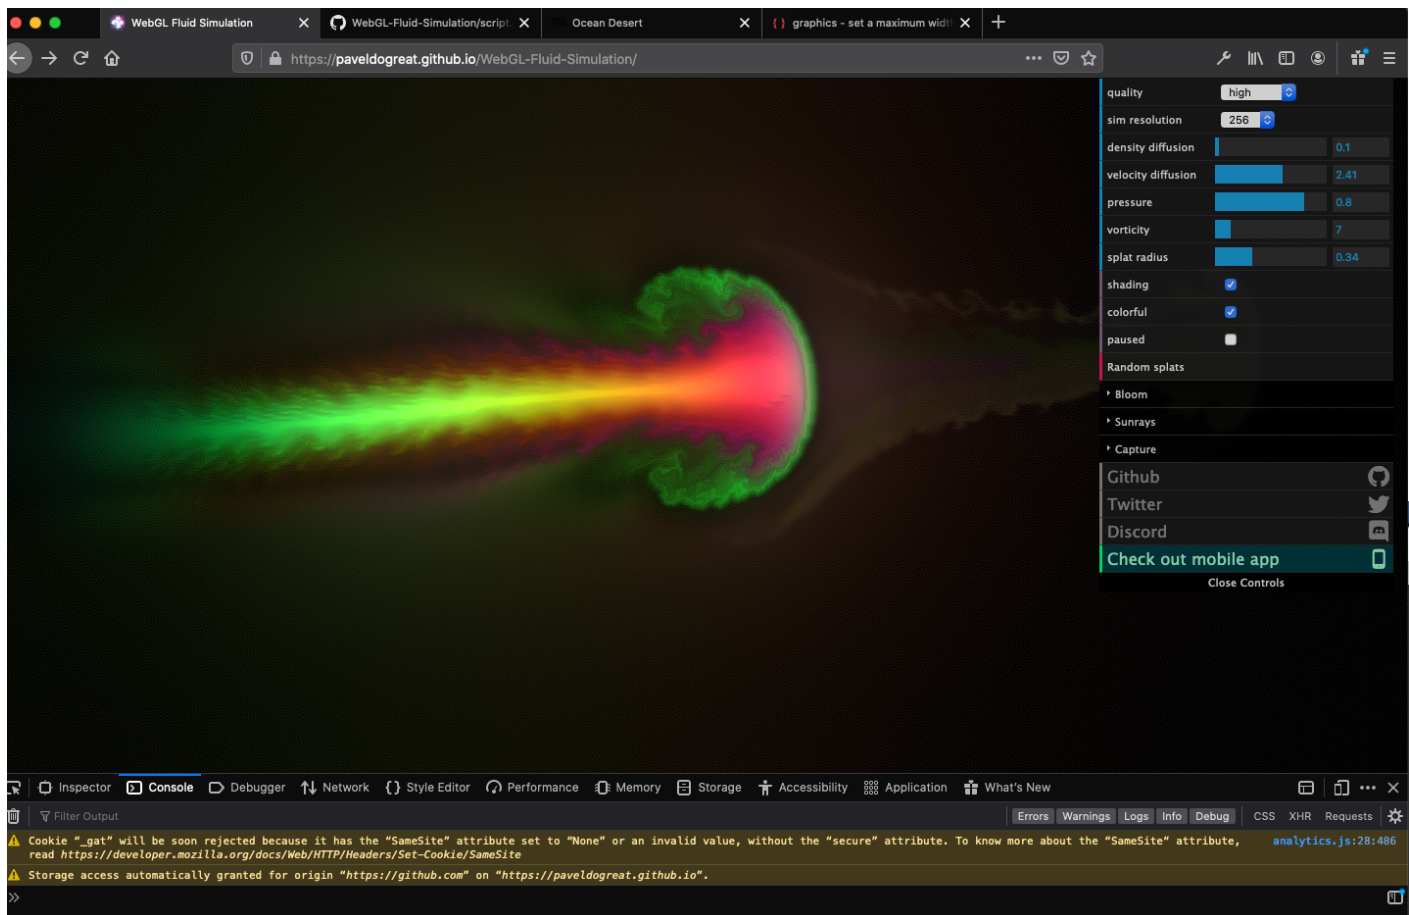 WebGL Fluid Simulation
WebGL-Fluid-Simulation/script.
Ocean Desert
graphics - set a maximum widt
https://paveldogreat.github.io/WebGL-Fluid-Simulation/
quality high
sim resolution 256
density diffusion 0.1
velocity diffusion 2.41
pressure 0.8
vorticity 7
splat radius 0.34
shading
colorful
paused
Random splats
Bloom
Sunrays
Capture
Github
Twitter
Discord
Check out mobile app
Close Controls
Inspector Console Debugger Network {} Style Editor Performance Memory Storage Accessibility Application What's New
Filter Output Errors Warnings Logs Info Debug CSS XHR Requests
Cookie “_gat” will be soon rejected because it has the “SameSite” attribute set to “None” or an invalid value, without the “secure” attribute. To know more about the “SameSite” attribute, analytics.js:28:486
read https://developer.mozilla.org/docs/Web/HTTP/Headers/Set-Cookie/SameSite
Storage access automatically granted for origin “https://github.com” on “https://paveldogreat.github.io”.